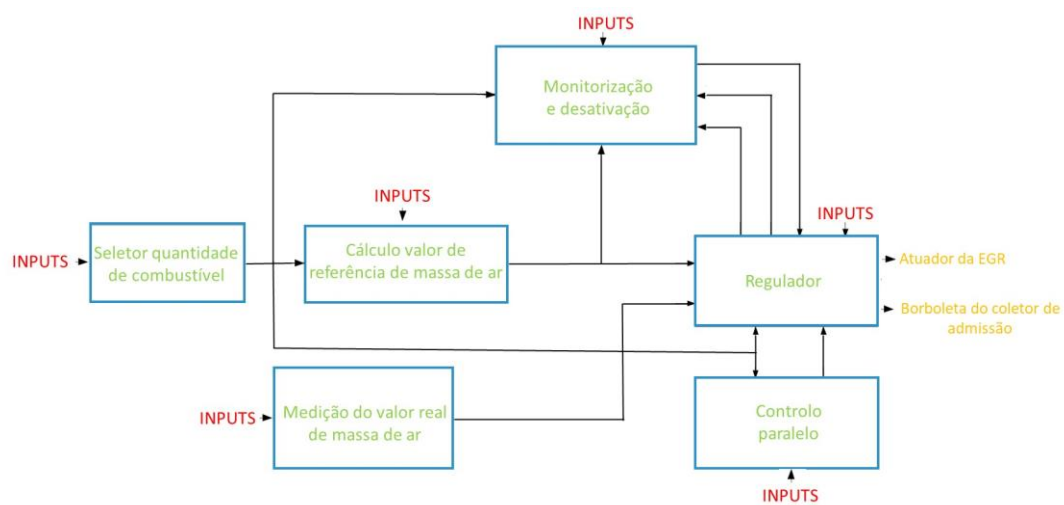 INPUTS
Monitorização
e desativação
INPUTS
INPUTS
INPUTS
Seletor quantidade
de combustível
Cálculo valor de
referência de massa de ar
Regulador
Atuador da EGR
Borboleta do coletor de
admissão
INPUTS
Medição do valor real
de massa de ar
Controlo
paralelo
INPUTS